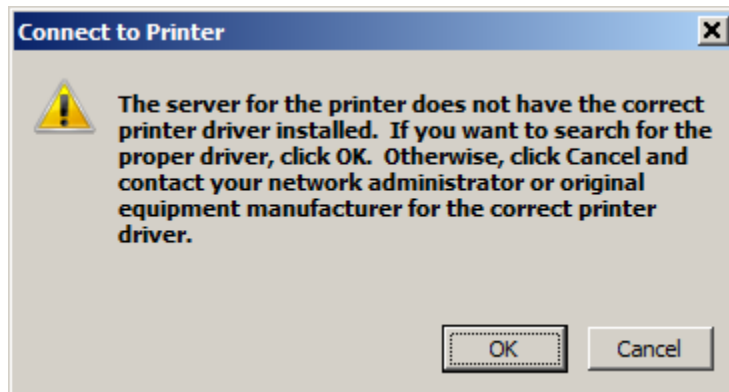 Connect to Printer
The server for the printer does not have the correct
printer driver installed.  If you want to search for the
proper driver, click OK.  Otherwise, click Cancel and
contact your network administrator or original
equipment manufacturer for the correct printer
driver.
OK
Cancel